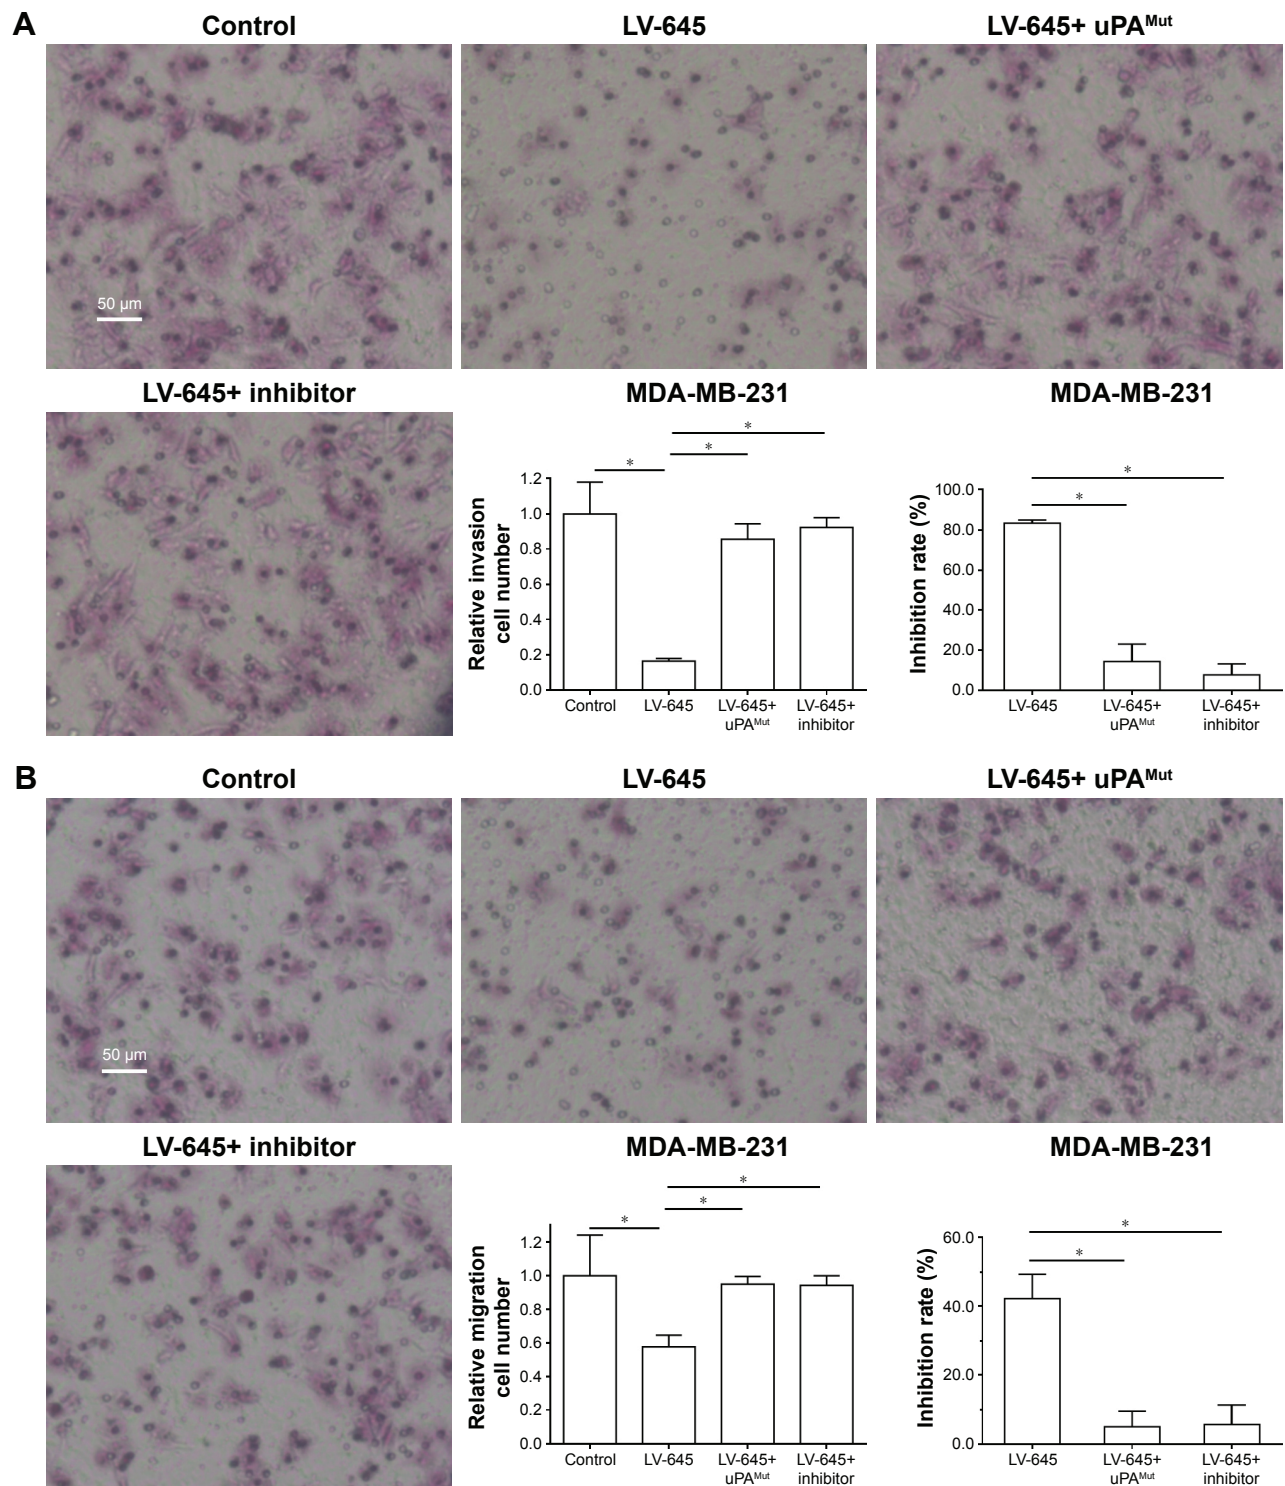 A
Control
LV-645
LV-645+ uPAMut
50 µm
LV-645+ inhibitor
MDA-MB-231
MDA-MB-231
*
*
*
Relative invasion
cell number
1.2
1.0
0.8
0.6
0.4
0.2
0.0
Control
LV-645
LV-645+
uPAMut
LV-645+
inhibitor
*
*
Inhibition rate (%)
100.0
80.0
60.0
40.0
20.0
0.0
LV-645
LV-645+
uPAMut
LV-645+
inhibitor
B
Control
LV-645
LV-645+ uPAMut
50 µm
LV-645+ inhibitor
MDA-MB-231
MDA-MB-231
*
*
*
Relative migration
cell number
1.2
1.0
0.8
0.6
0.4
0.2
0.0
Control
LV-645
LV-645+
uPAMut
LV-645+
inhibitor
*
*
Inhibition rate (%)
60.0
40.0
20.0
0.0
LV-645
LV-645+
uPAMut
LV-645+
inhibitor